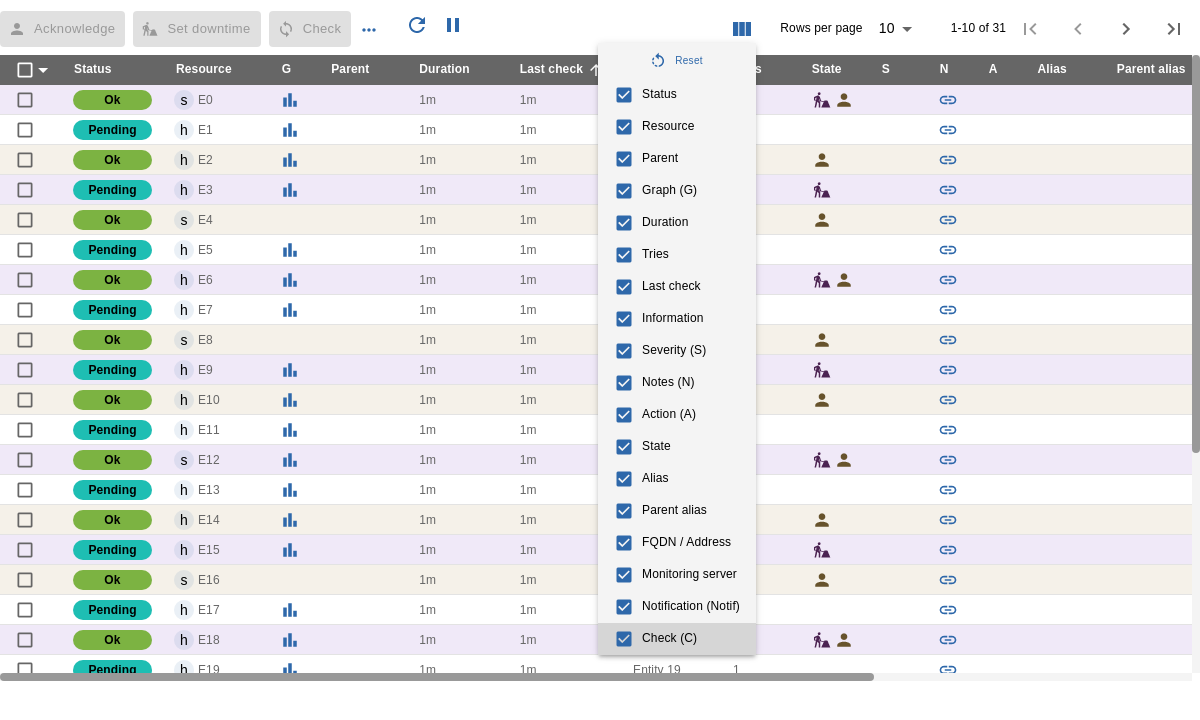 Acknowledge Set downtime Check ... Rows per page 10 1-10 of 31
Status Resource G Parent Duration Last check s State S N A Alias Parent alias
Reset
Status
Resource
Parent
Graph (G)
Duration
Tries
Last check
Information
Severity (S)
Notes (N)
Action (A)
State
Alias
Parent alias
FQDN / Address
Monitoring server
Notification (Notif)
Check (C)
Ok s E0 1m 1m
Pending h E1 1m 1m
Ok h E2 1m 1m
Pending h E3 1m 1m
Ok s E4 1m 1m
Pending h E5 1m 1m
Ok h E6 1m 1m
Pending h E7 1m 1m
Ok s E8 1m 1m
Pending h E9 1m 1m
Ok h E10 1m 1m
Pending h E11 1m 1m
Ok s E12 1m 1m
Pending h E13 1m 1m
Ok h E14 1m 1m
Pending h E15 1m 1m
Ok s E16 1m 1m
Pending h E17 1m 1m
Ok h E18 1m 1m
Pending h E19 1m 1m Entity 19 1